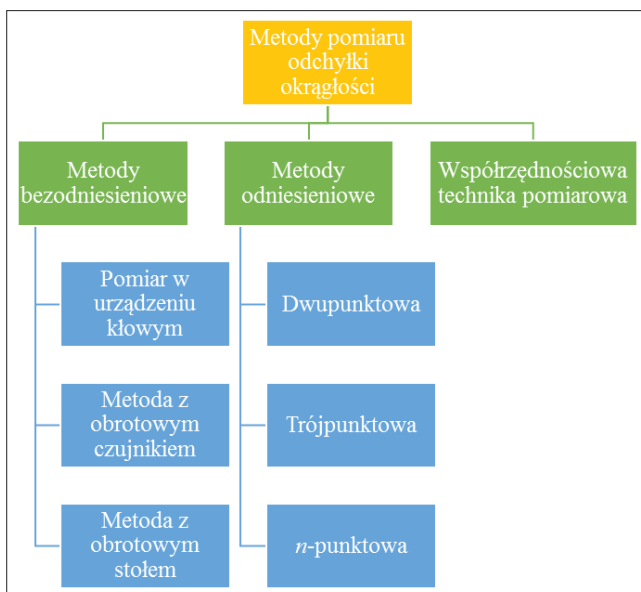 Metody pomiaru
odchyłki
okrągłości
Metody
bezodniesieniowe
Metody
odniesieniowe
Współrzędnościowa
technika pomiarowa
Pomiar w
urządzeniu
kłowym
Metoda z
obrotowym
czujnikiem
Metoda z
obrotowym
stołem
Dwupunktowa
Trójpunktowa
n-punktowa